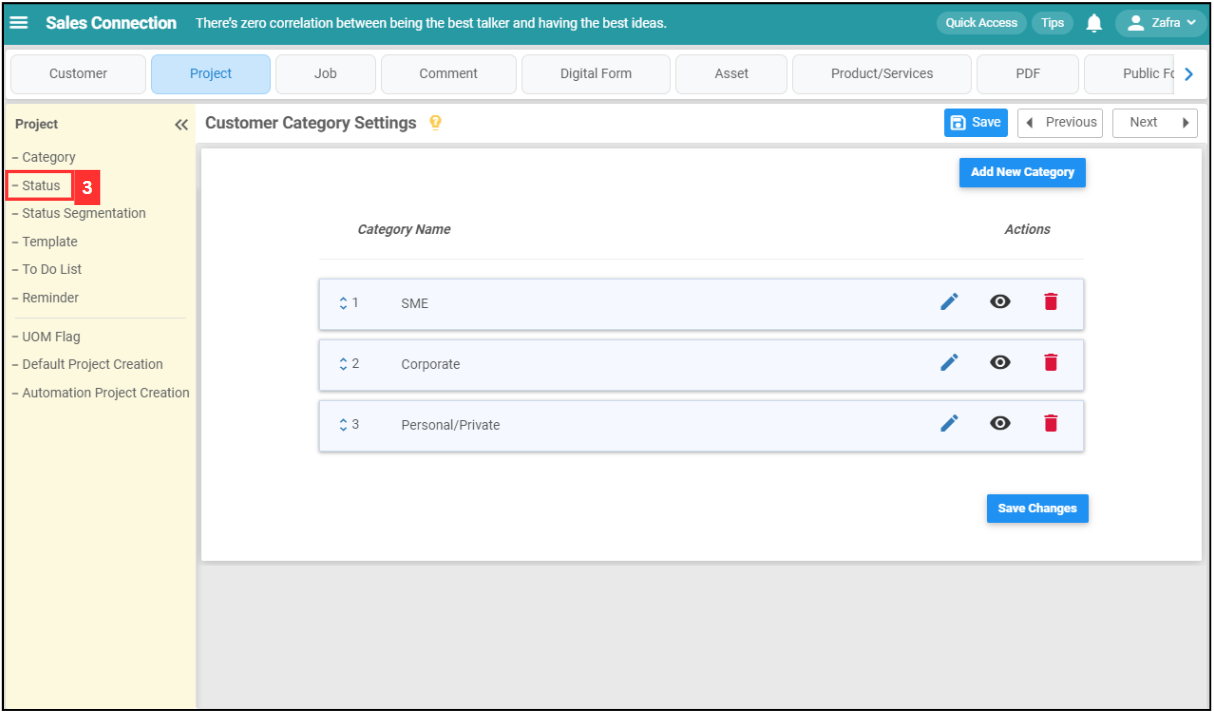 Sales Connection There's zero correlation between being the best talker and having the best ideas. Quick Access Tips Zafra
Customer Project Job Comment Digital Form Asset Product/Services PDF Public Fo
Project
– Category
– Status 3
– Status Segmentation
– Template
– To Do List
– Reminder
– UOM Flag
– Default Project Creation
– Automation Project Creation
Customer Category Settings Save Previous Next
Add New Category
Category Name Actions
1 SME
2 Corporate
3 Personal/Private
Save Changes